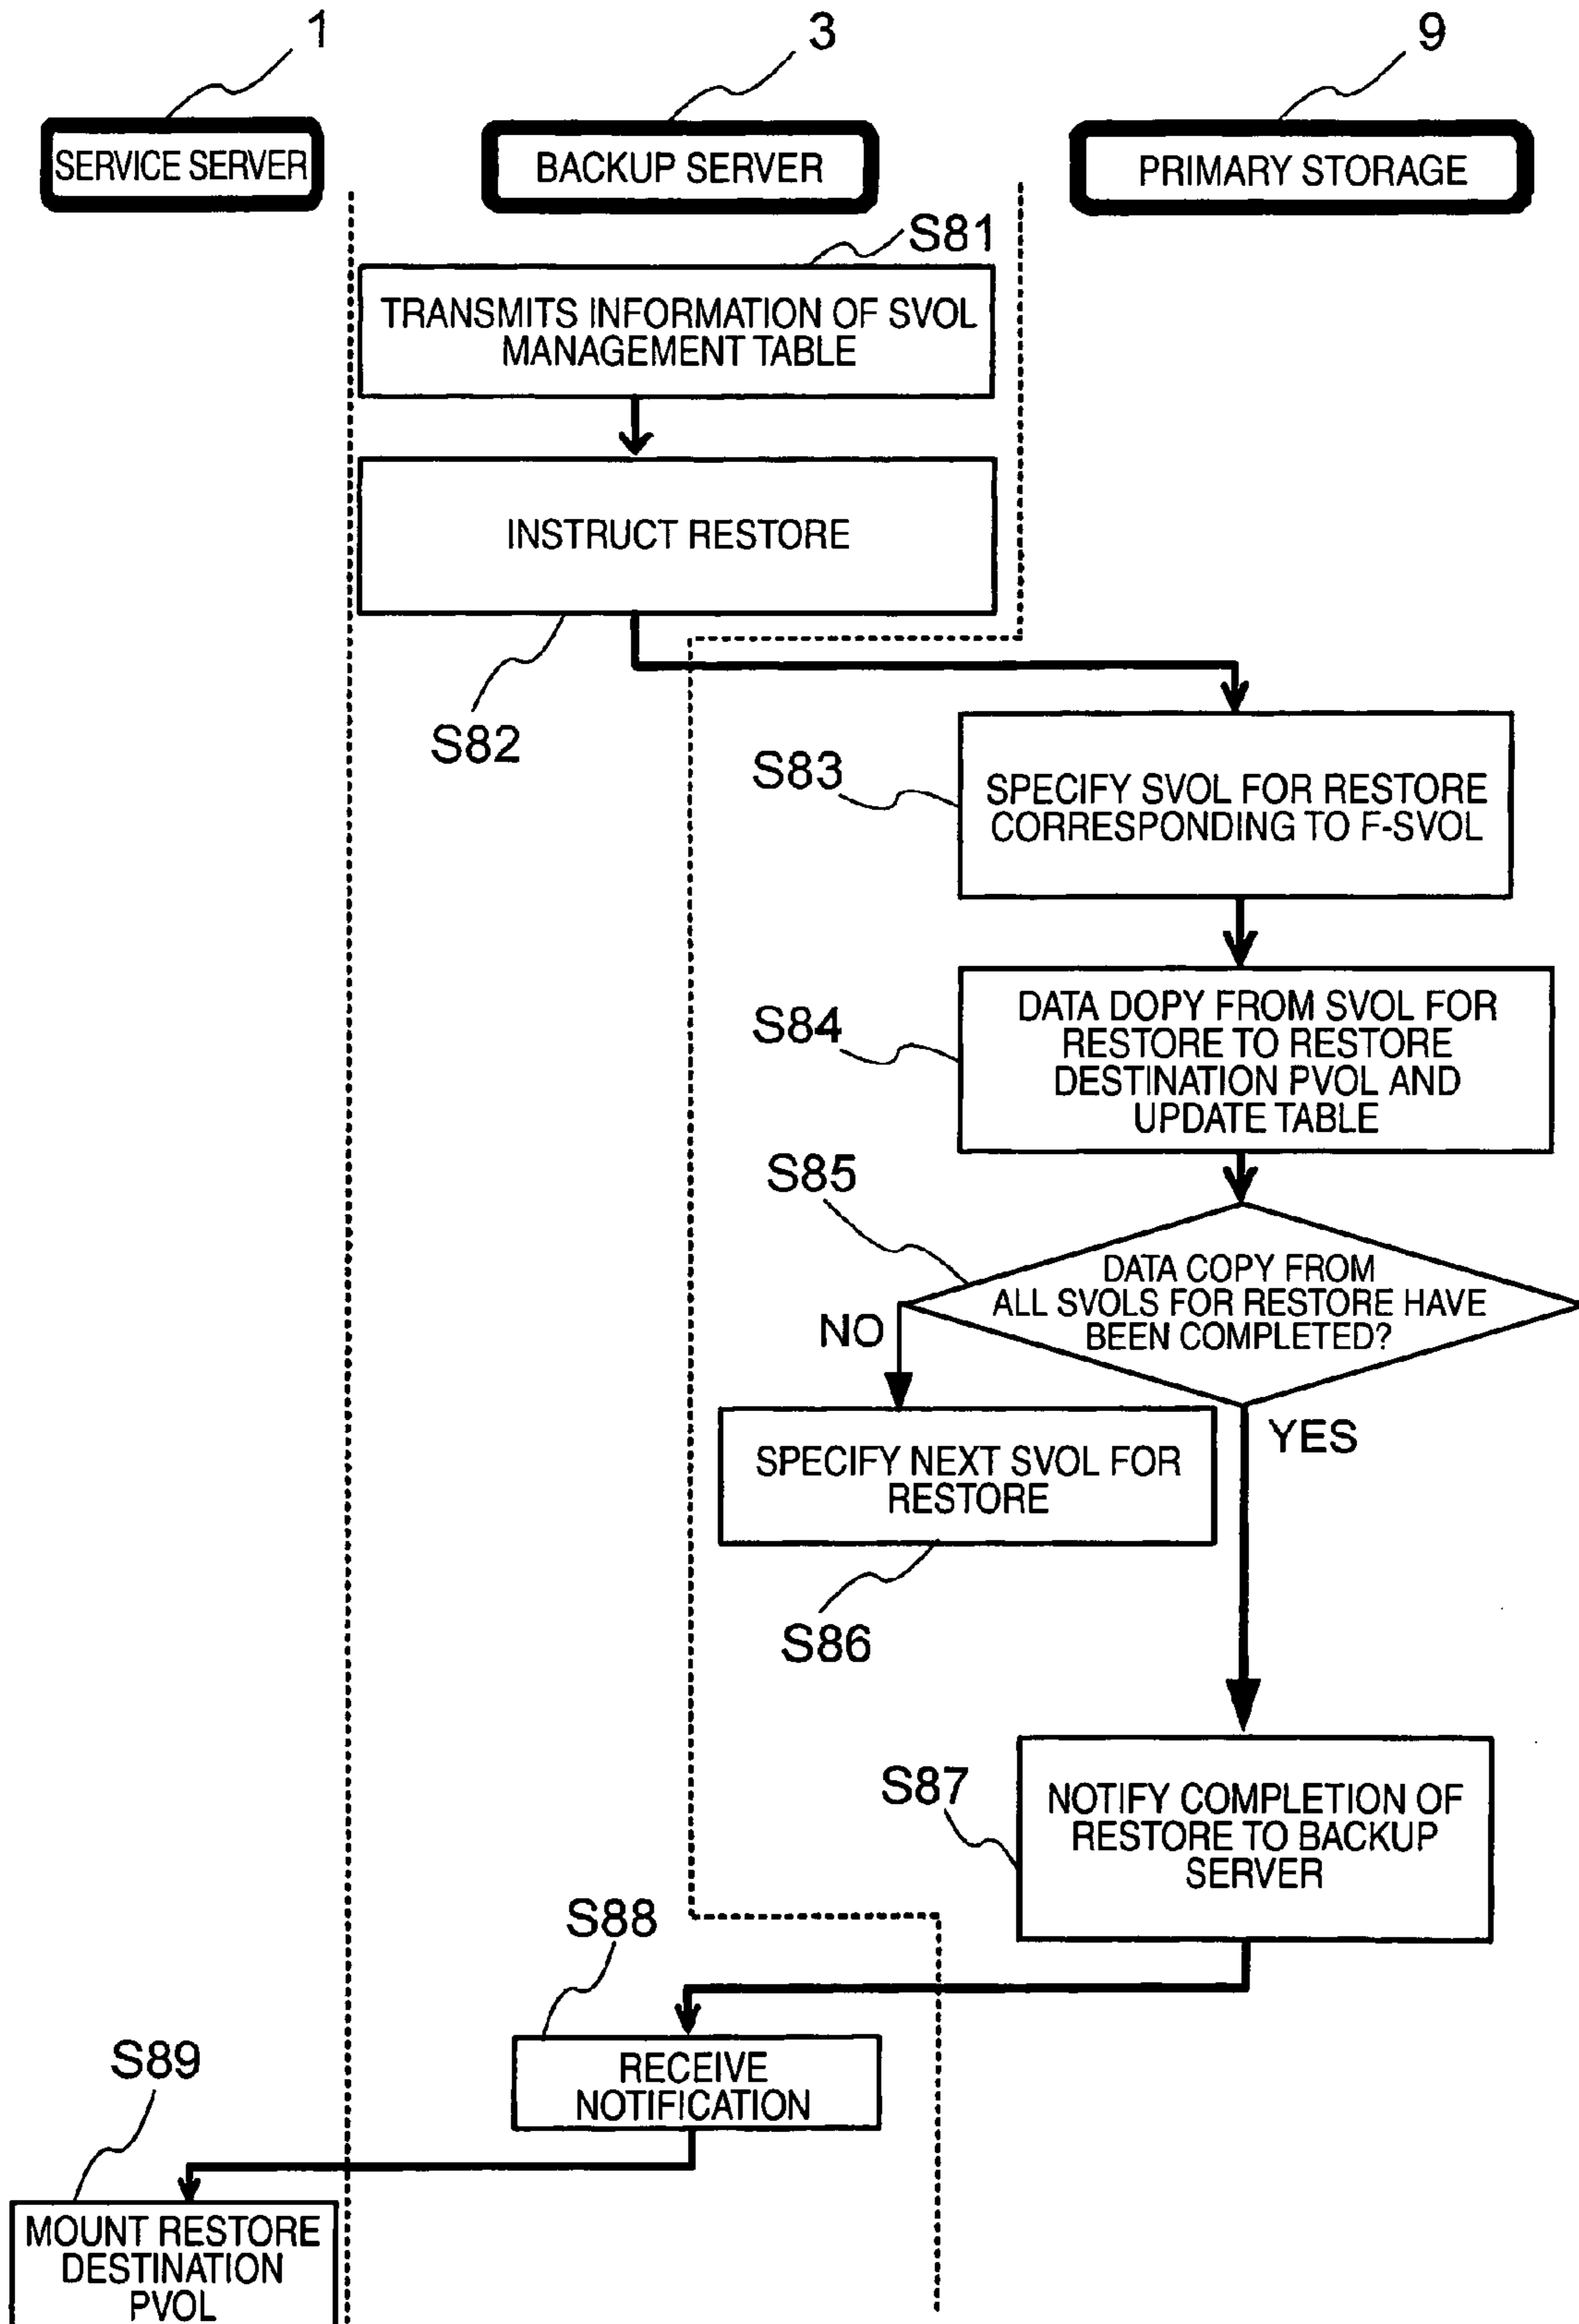 1
3
9
SERVICE SERVER
BACKUP SERVER
PRIMARY STORAGE
S81
TRANSMITS INFORMATION OF SVOL
MANAGEMENT TABLE
INSTRUCT RESTORE
S82
S83
SPECIFY SVOL FOR RESTORE
CORRESPONDING TO F-SVOL
S84
DATA DOPY FROM SVOL FOR
RESTORE TO RESTORE
DESTINATION PVOL AND
UPDATE TABLE
S85
DATA COPY FROM
ALL SVOLS FOR RESTORE HAVE
BEEN COMPLETED?
NO
YES
SPECIFY NEXT SVOL FOR
RESTORE
S86
S87
NOTIFY COMPLETION OF
RESTORE TO BACKUP
SERVER
S88
RECEIVE
NOTIFICATION
S89
MOUNT RESTORE
DESTINATION
PVOL